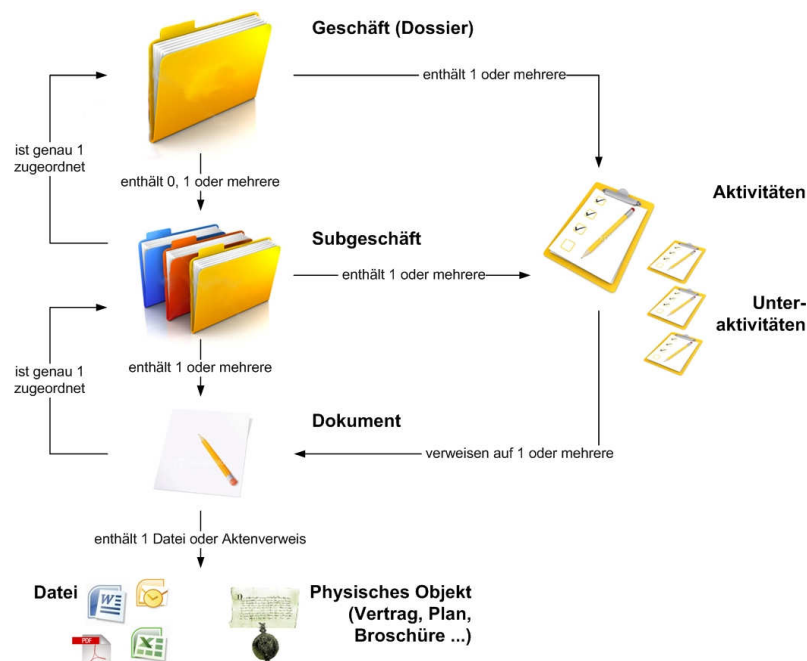 Geschäft (Dossier)
enthält 1 oder mehrere
ist genau 1
zugeordnet
enthält 0, 1 oder mehrere
Aktivitäten
Subgeschäft
enthält 1 oder mehrere
Unter-
aktivitäten
ist genau 1
zugeordnet
enthält 1 oder mehrere
Dokument
verweisen auf 1 oder mehrere
enthält 1 Datei oder Aktenverweis
Datei
Physisches Objekt
(Vertrag, Plan,
Broschüre ...)
PDF